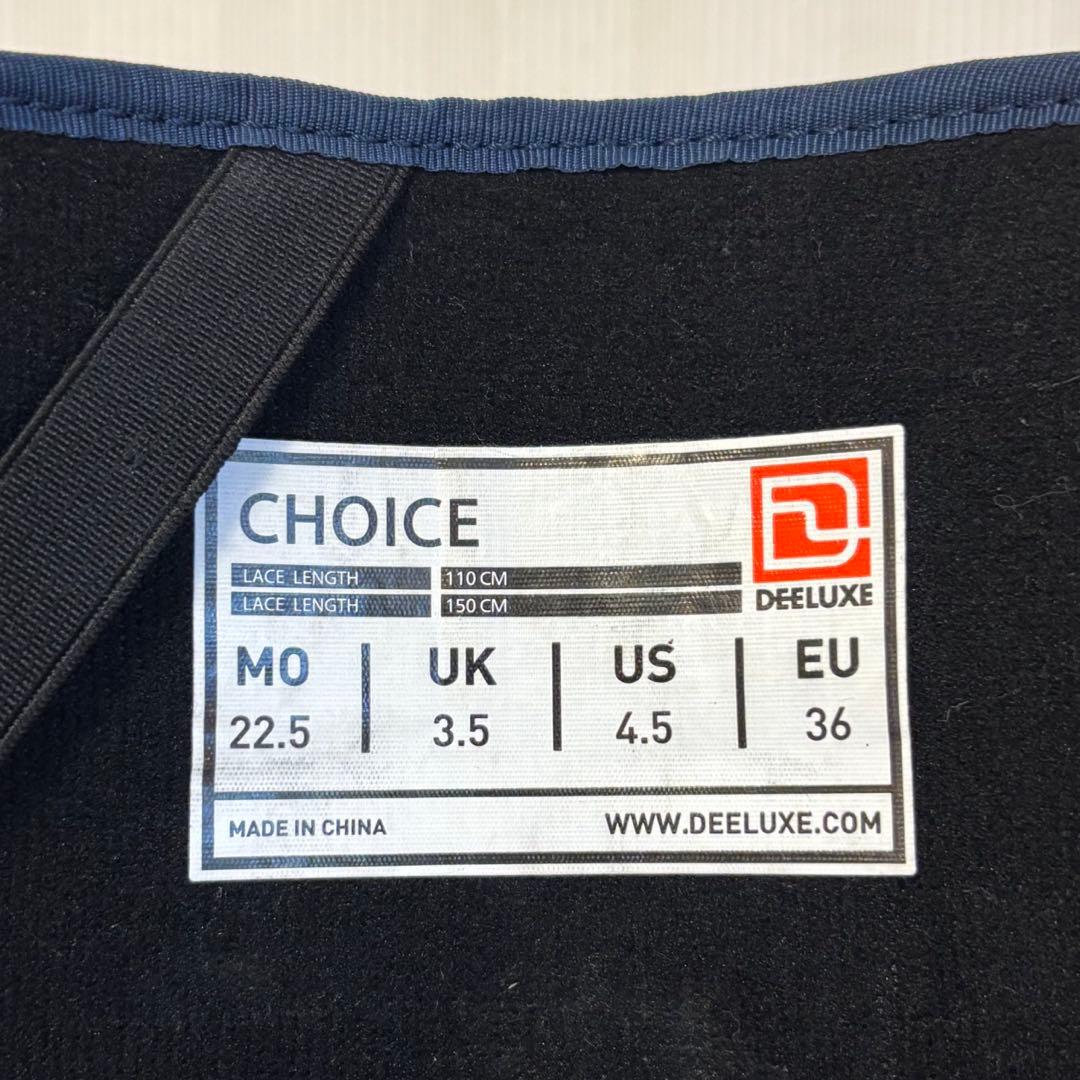 CHOICE
LACE LENGTH 110 CM
LACE LENGTH 150 CM
DEELUXE
MO UK US EU
22.5 3.5 4.5 36
MADE IN CHINA WWW.DEELUXE.COM